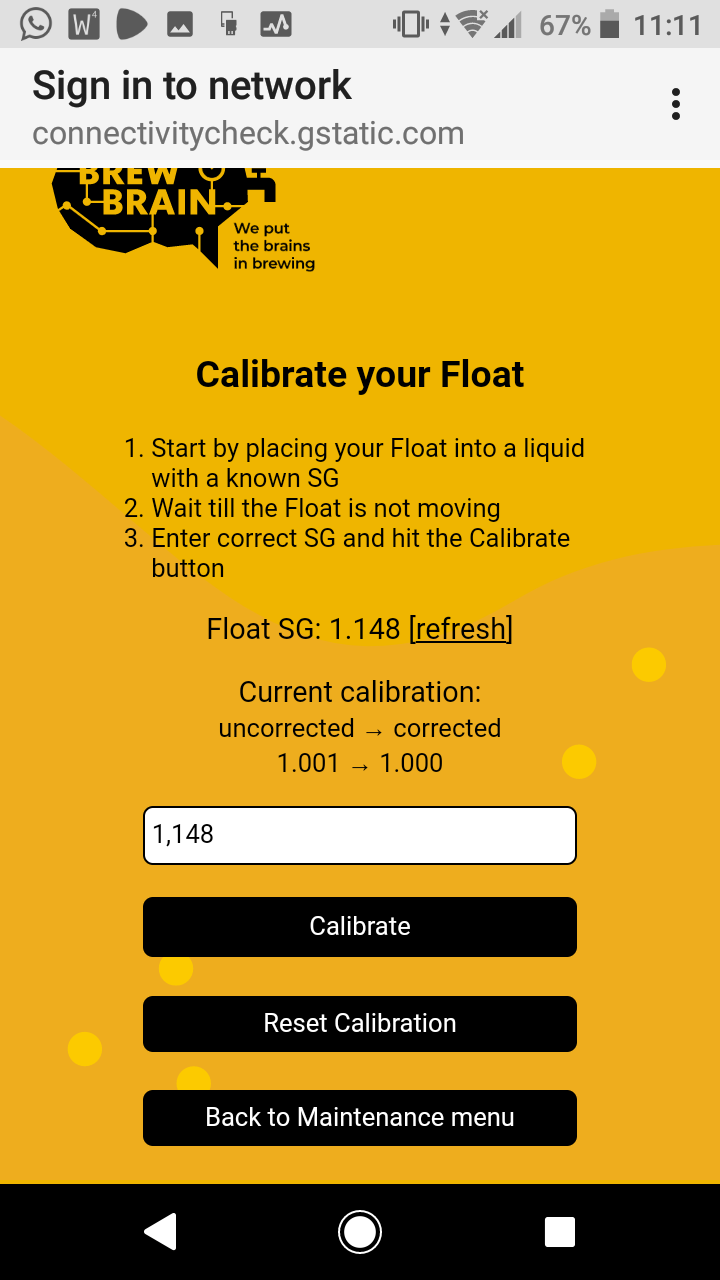 67% 11:11
Sign in to network
connectivitycheck.gstatic.com
BREW
BRAIN
We put
the brains
in brewing
Calibrate your Float
1. Start by placing your Float into a liquid
with a known SG
2. Wait till the Float is not moving
3. Enter correct SG and hit the Calibrate
button
Float SG: 1.148 [refresh]
Current calibration:
uncorrected → corrected
1.001 → 1.000
1,148
Calibrate
Reset Calibration
Back to Maintenance menu